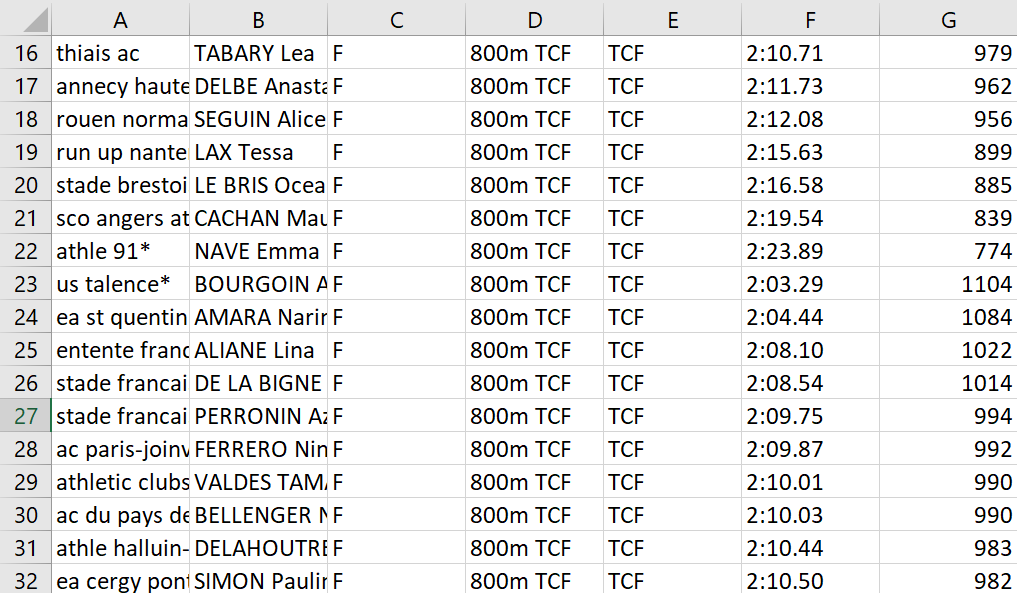 A B C D E F G
16 thiais ac TABARY Lea F 800m TCF TCF 2:10.71 979
17 annecy haute DELBE Anasta F 800m TCF TCF 2:11.73 962
18 rouen norma SEGUIN Alice F 800m TCF TCF 2:12.08 956
19 run up nante LAX Tessa F 800m TCF TCF 2:15.63 899
20 stade brestoi LE BRIS Ocea F 800m TCF TCF 2:16.58 885
21 sco angers at CACHAN Mau F 800m TCF TCF 2:19.54 839
22 athle 91* NAVE Emma F 800m TCF TCF 2:23.89 774
23 us talence* BOURGOIN A F 800m TCF TCF 2:03.29 1104
24 ea st quentin AMARA Narin F 800m TCF TCF 2:04.44 1084
25 entente franc ALIANE Lina F 800m TCF TCF 2:08.10 1022
26 stade francai DE LA BIGNE F 800m TCF TCF 2:08.54 1014
27 stade francai PERRONIN Az F 800m TCF TCF 2:09.75 994
28 ac paris-joinv FERRERO Nin F 800m TCF TCF 2:09.87 992
29 athletic clubs VALDES TAMA F 800m TCF TCF 2:10.01 990
30 ac du pays de BELLENGER F 800m TCF TCF 2:10.03 990
31 athle halluin- DELAHOUTRE F 800m TCF TCF 2:10.44 983
32 ea cergy pont SIMON Paulin F 800m TCF TCF 2:10.50 982